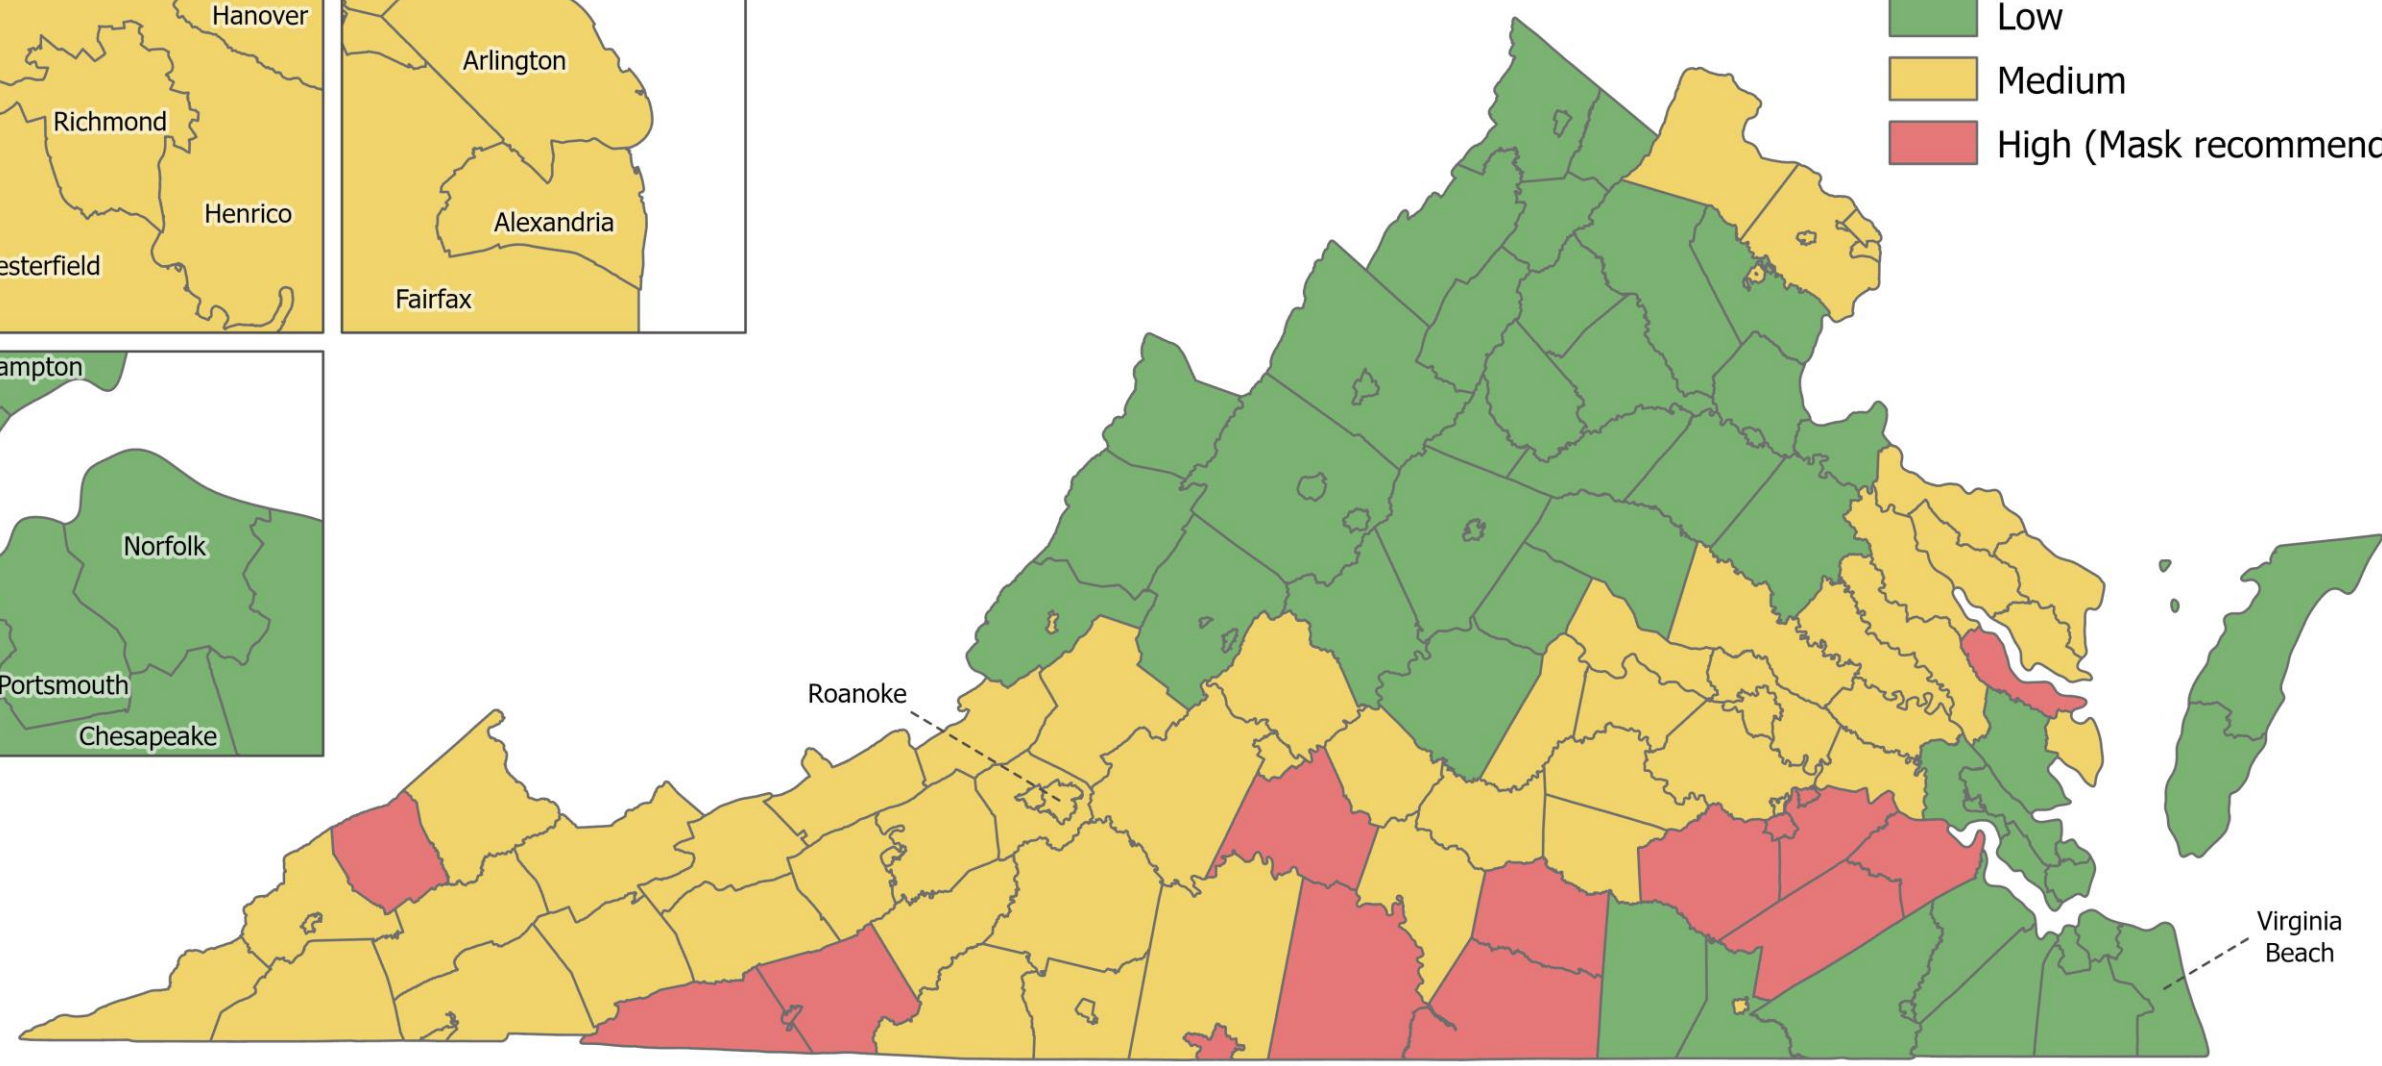 Hanover
Richmond
Henrico
esterfield
Arlington
Alexandria
Fairfax
Low
Medium
High (Mask recommend
ampton
Norfolk
Portsmouth
Chesapeake
Roanoke
Virginia
Beach